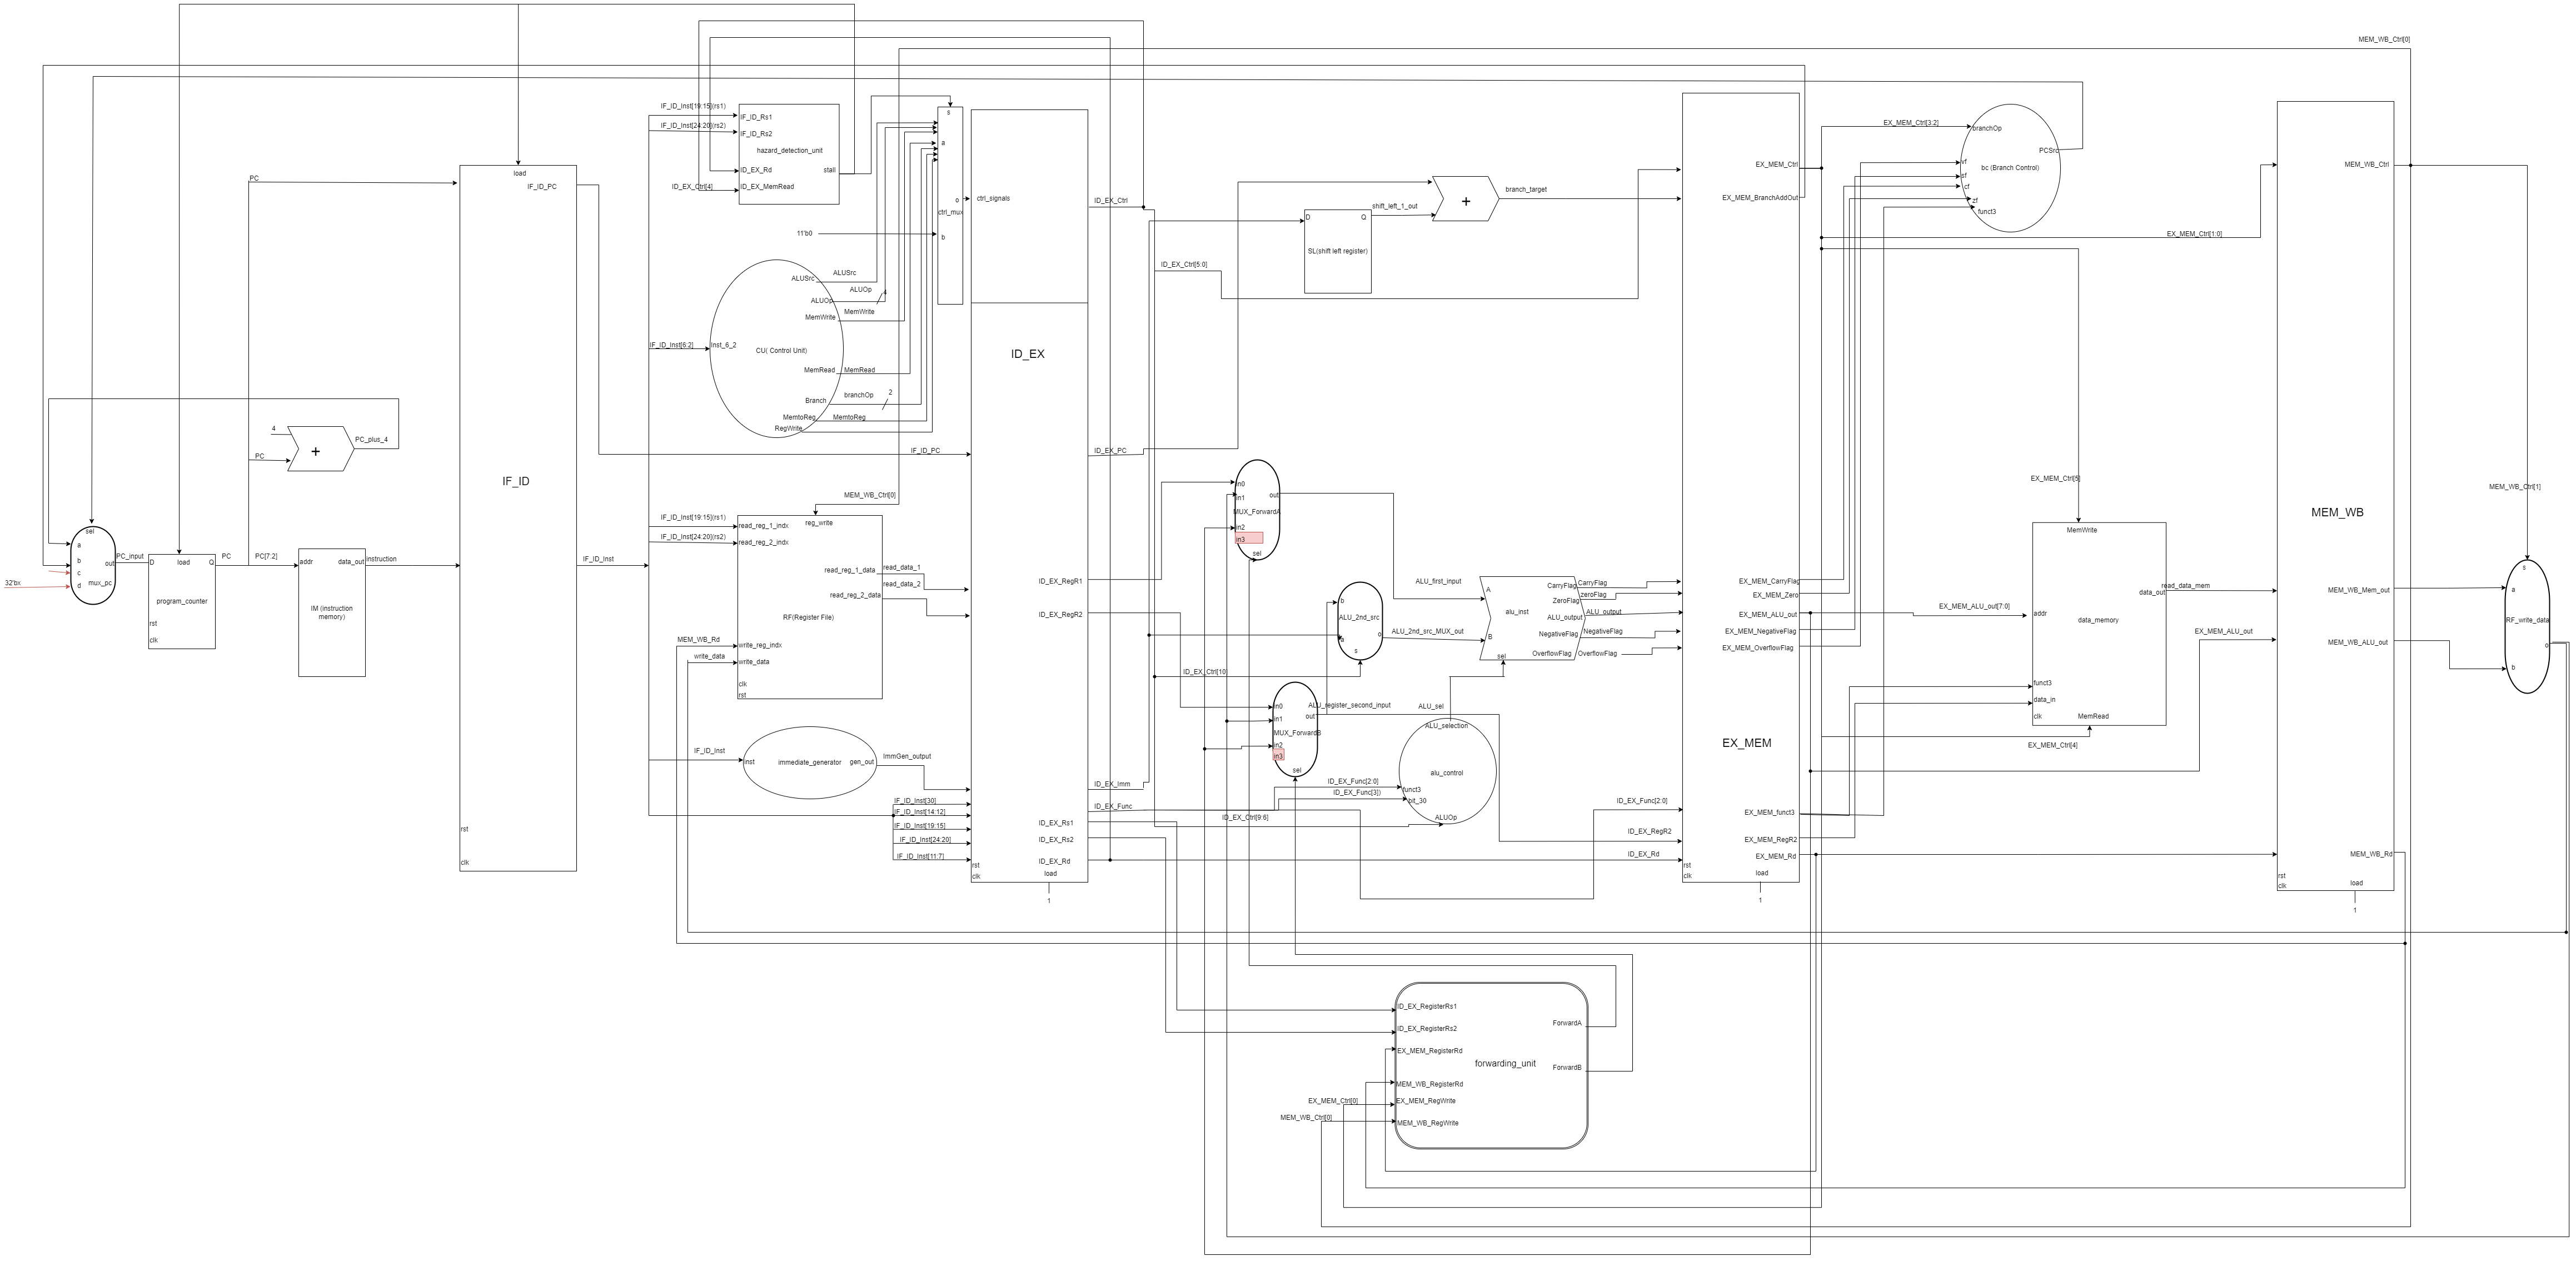 MEM_WB_Ctrl[0]
IF_ID_Inst[19:15](rs1)
IF_ID_Inst[24:20](rs2)
IF_ID_Rs1
IF_ID_Rs2
hazard_detection_unit
ID_EX_Rd
stall
ID_EX_Ctrl[4]
ID_EX_MemRead
s
a
o
ctrl_mux
b
11'b0
ctrl_signals
ID_EX
load
IF_ID_PC
IF_ID
rst
clk
PC
4
+
PC_plus_4
PC
sel
a
b
c
d
out
mux_pc
32'bx
PC_input
D
load
Q
program_counter
rst
clk
PC
PC[7:2]
addr
data_out
IM (instruction
memory)
instruction
IF_ID_Inst
IF_ID_Inst[6:2]
Inst_6_2
CU( Control Unit)
ALUSrc
ALUSrc
ALUOp
ALUOp
4
MemWrite
MemWrite
MemRead
MemRead
Branch
branchOp
2
MemtoReg
MemtoReg
RegWrite
IF_ID_PC
MEM_WB_Ctrl[0]
IF_ID_Inst[19:15](rs1)
IF_ID_Inst[24:20](rs2)
reg_write
read_reg_1_indx
read_reg_2_indx
read_reg_1_data
read_reg_2_data
read_data_1
read_data_2
RF(Register File)
MEM_WB_Rd
write_reg_indx
write_data
write_data
clk
rst
IF_ID_Inst
inst
immediate_generator
gen_out
ImmGen_output
IF_ID_Inst[30]
IF_ID_Inst[14:12]
IF_ID_Inst[19:15]
IF_ID_Inst[24:20]
IF_ID_Inst[11:7]
rst
clk
ID_EX_Ctrl
ID_EX_PC
ID_EX_RegR1
ID_EX_RegR2
ID_EX_Imm
ID_EX_Func
ID_EX_Rs1
ID_EX_Rs2
ID_EX_Rd
load
1
ID_EX_Ctrl[5:0]
D
Q
SL(shift left register)
shift_left_1_out
+
branch_target
in0
in1
out
MUX_ForwardA
in2
in3
sel
b
ALU_2nd_src
a
o
s
ALU_first_input
ALU_2nd_src_MUX_out
ID_EX_Ctrl[10]
in0
in1
out
MUX_ForwardB
in2
in3
sel
ALU_register_second_input
ALU_sel
ALU_selection
alu_control
ID_EX_Func[2:0]
funct3
ID_EX_Func[3])
bit_30
ID_EX_Ctrl[9:6]
ALUOp
A
alu_inst
B
sel
CarryFlag
CarryFlag
ZeroFlag
zeroFlag
ALU_output
ALU_output
NegativeFlag
NegativeFlag
OverflowFlag
OverflowFlag
ID_EX_Func[2:0]
ID_EX_RegR2
ID_EX_Rd
EX_MEM_Ctrl
EX_MEM_BranchAddOut
EX_MEM_CarryFlag
EX_MEM_Zero
EX_MEM_ALU_out
EX_MEM_NegativeFlag
EX_MEM_OverflowFlag
EX_MEM
EX_MEM_funct3
EX_MEM_RegR2
EX_MEM_Rd
rst
clk
load
1
EX_MEM_Ctrl[3:2]
branchOp
PCSrc
vf
sf
cf
zf
funct3
bc (Branch Control)
EX_MEM_Ctrl[1:0]
EX_MEM_Ctrl[5]
MemWrite
EX_MEM_ALU_out[7:0]
addr
data_memory
data_out
read_data_mem
funct3
data_in
clk
MemRead
EX_MEM_Ctrl[4]
EX_MEM_ALU_out
MEM_WB_Ctrl
MEM_WB
MEM_WB_Mem_out
MEM_WB_ALU_out
MEM_WB_Rd
rst
clk
load
1
MEM_WB_Ctrl[1]
s
a
RF_write_data
o
b
ID_EX_RegisterRs1
ID_EX_RegisterRs2
EX_MEM_RegisterRd
MEM_WB_RegisterRd
EX_MEM_Ctrl[0]
EX_MEM_RegWrite
MEM_WB_Ctrl[0]
MEM_WB_RegWrite
forwarding_unit
ForwardA
ForwardB